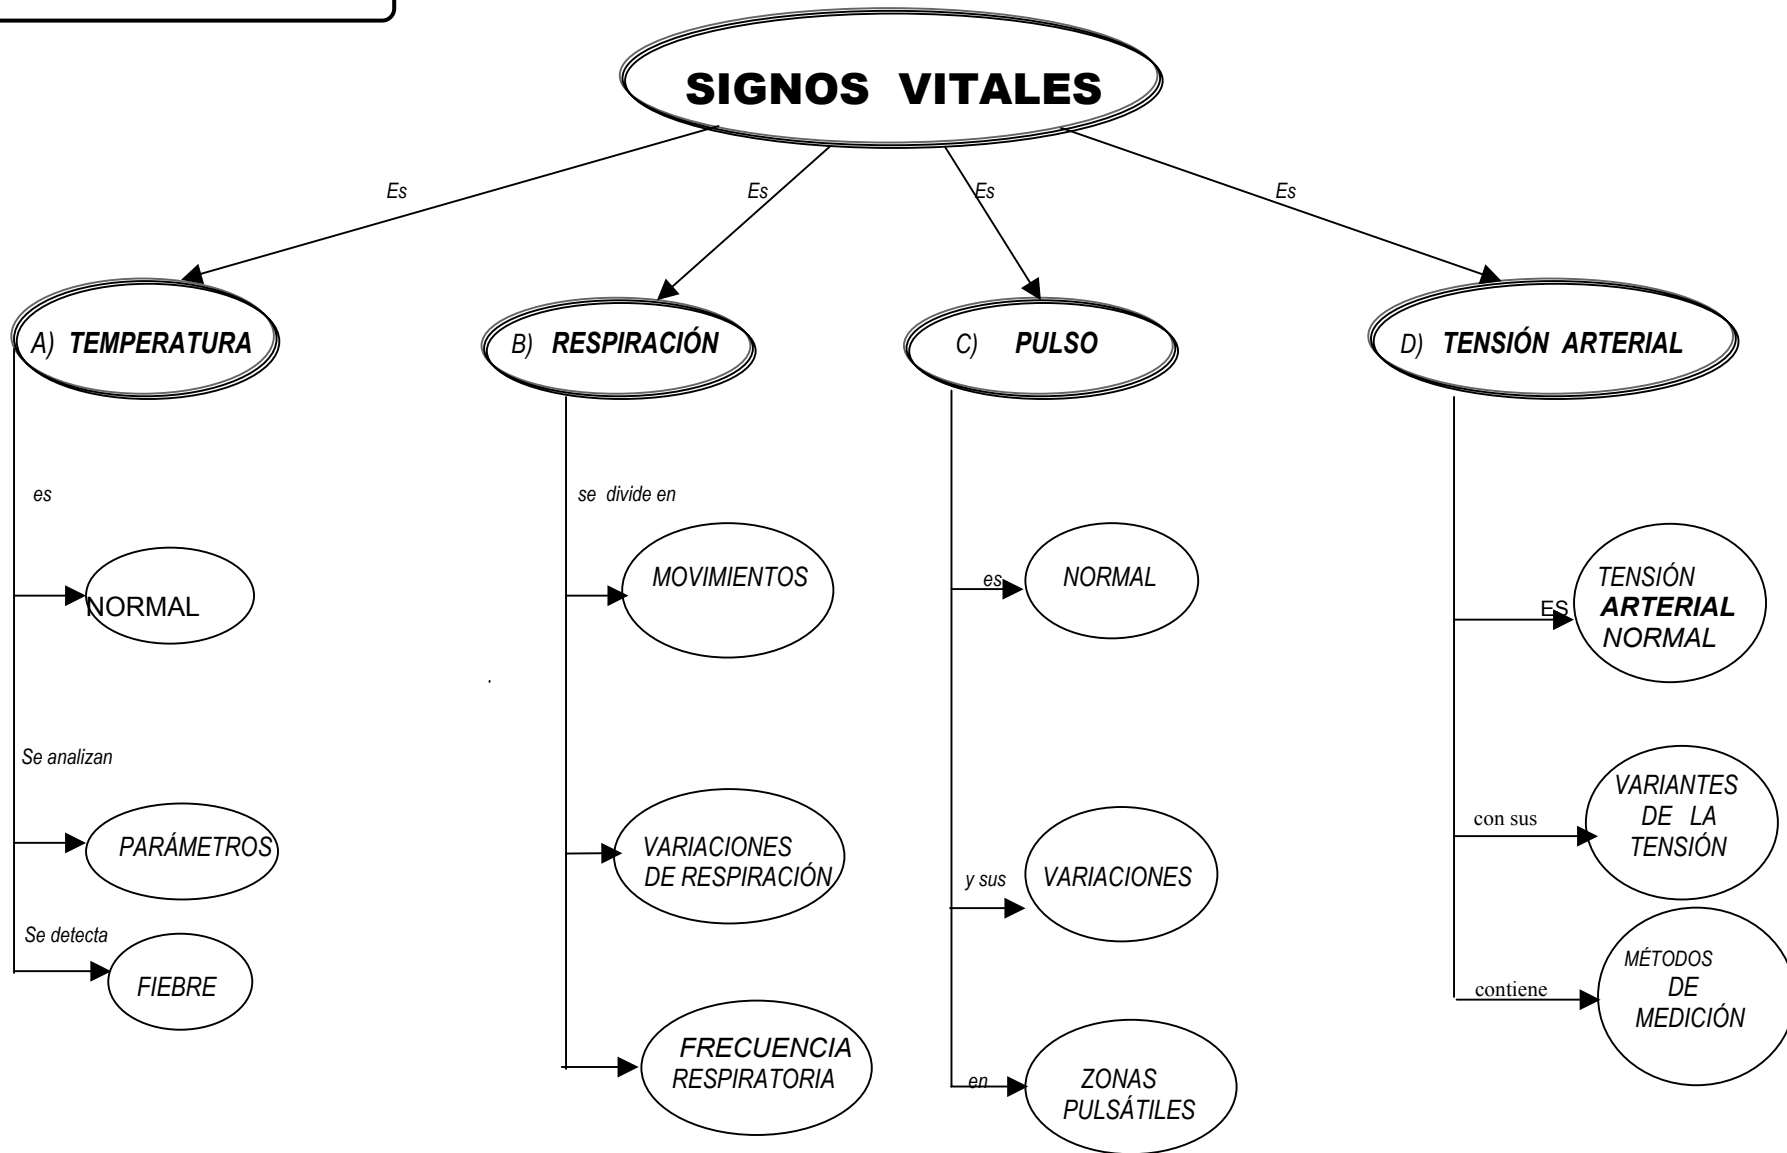 SIGNOS VITALES
Es
Es
Es
Es
A) TEMPERATURA
B) RESPIRACIÓN
C) PULSO
D) TENSIÓN ARTERIAL
es
NORMAL
Se analizan
PARÁMETROS
Se detecta
FIEBRE
se divide en
MOVIMIENTOS
.
VARIACIONES
DE RESPIRACIÓN
FRECUENCIA
RESPIRATORIA
es
NORMAL
y sus
VARIACIONES
en
ZONAS
PULSÁTILES
ES
TENSIÓN
ARTERIAL
NORMAL
con sus
VARIANTES
DE LA
TENSIÓN
contiene
MÉTODOS
DE
MEDICIÓN